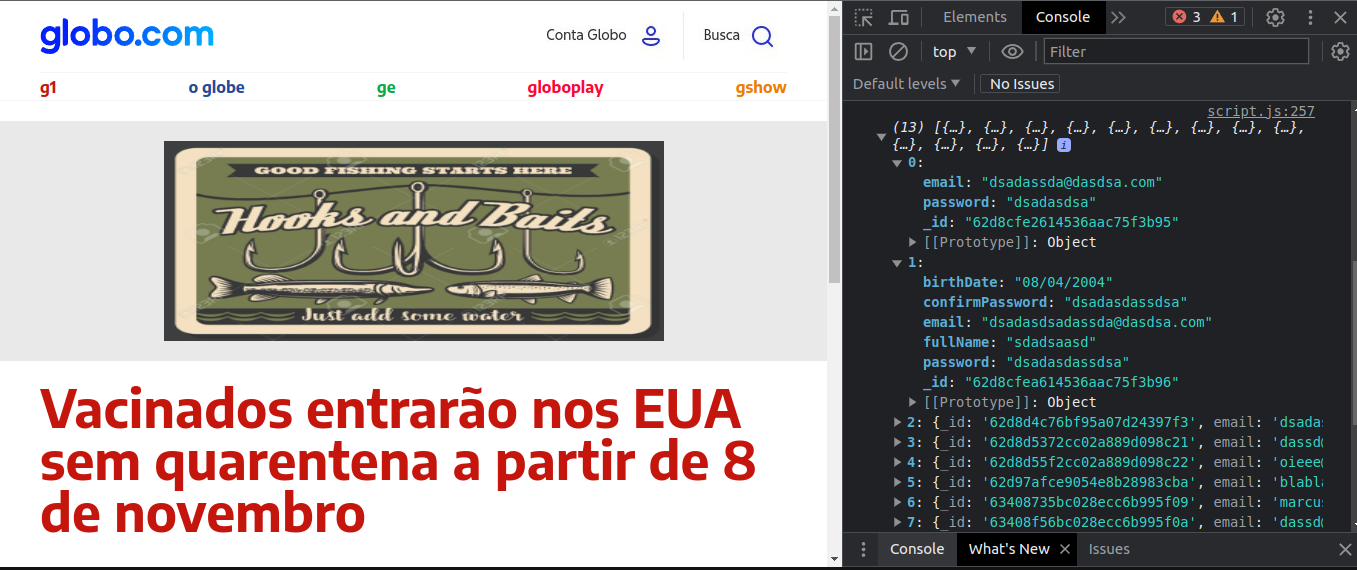 globo.com
Conta Globo
Busca
g1
o globe
ge
globoplay
gshow
GOOD FISHING STARTS HERE
Hooks and Baits
Just add some water
Vacinados entrarão nos EUA
sem quarentena a partir de 8
de novembro
Elements
Console
3
1
top
Filter
Default levels
No Issues
script.js:257
(13) [{…}, {…}, {…}, {…}, {…}, {…}, {…}, {…}, {…},
{…}, {…}, {…}, {…}] i
0:
email: "dsadassda@dasdsa.com"
password: "dsadasdsa"
_id: "62d8cfe2614536aac75f3b95"
[[Prototype]]: Object
1:
birthDate: "08/04/2004"
confirmPassword: "dsadasdassdsa"
email: "dsadasdsadassda@dasdsa.com"
fullName: "sdadsaasd"
password: "dsadasdassdsa"
_id: "62d8cfea614536aac75f3b96"
[[Prototype]]: Object
2: {_id: '62d8d4c76bf95a07d24397f3', email: 'dsada
3: {_id: '62d8d5372cc02a889d098c21', email: 'dassd
4: {_id: '62d8d55f2cc02a889d098c22', email: 'oieee
5: {_id: '62d97afce9054e8b28983cba', email: 'blabl
6: {_id: '63408735bc028ecc6b995f09', email: 'marcu
7: {_id: '63408f56bc028ecc6b995f0a', email: 'dassd
Console
What's New
Issues